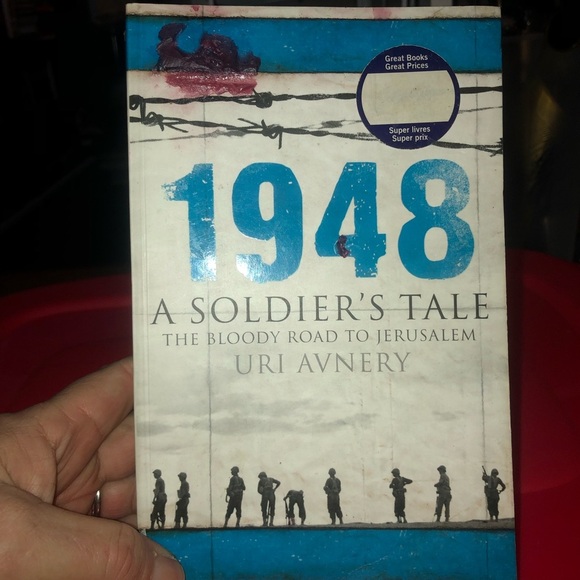 Great Books
Great Prices
Super livres
Super prix
1948
A SOLDIER'S TALE
THE BLOODY ROAD TO JERUSALEM
URI AVNERY